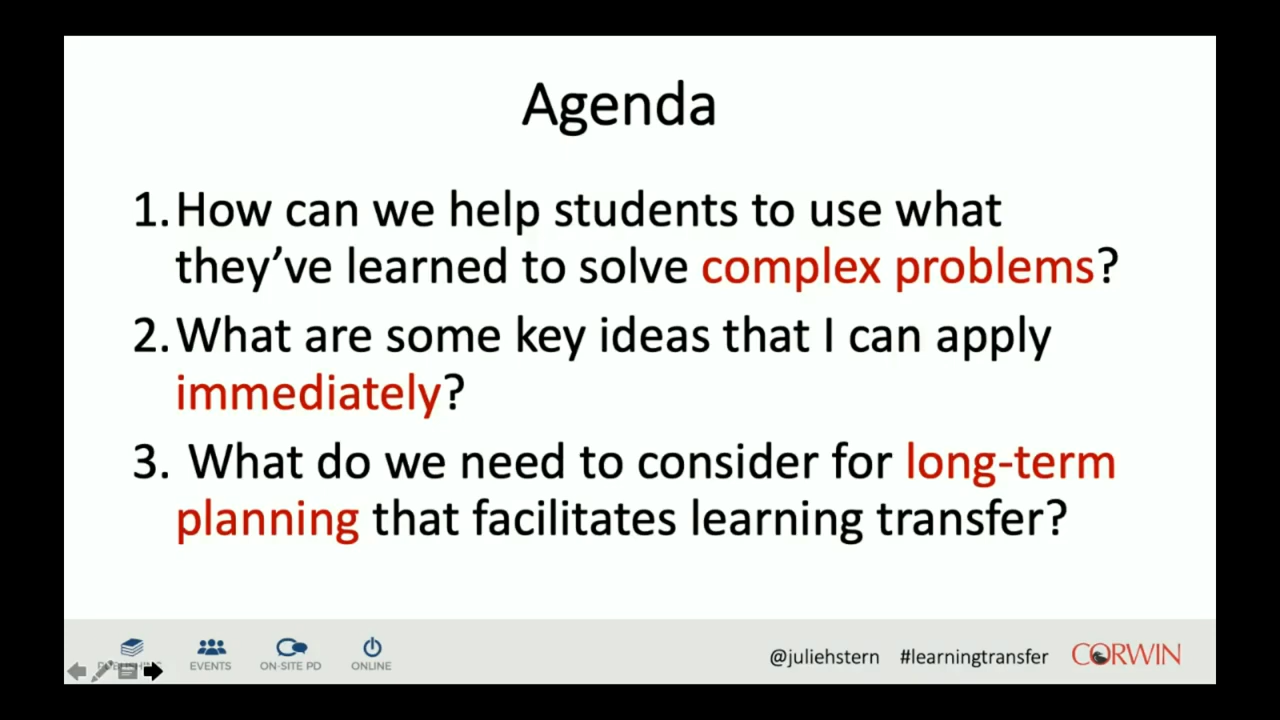 Agenda
1. How can we help students to use what
they’ve learned to solve complex problems?
2. What are some key ideas that I can apply
immediately?
3. What do we need to consider for long-term
planning that facilitates learning transfer?
EVENTS
ON-SITE PD
ONLINE
@juliehstern #learningtransfer CORWIN